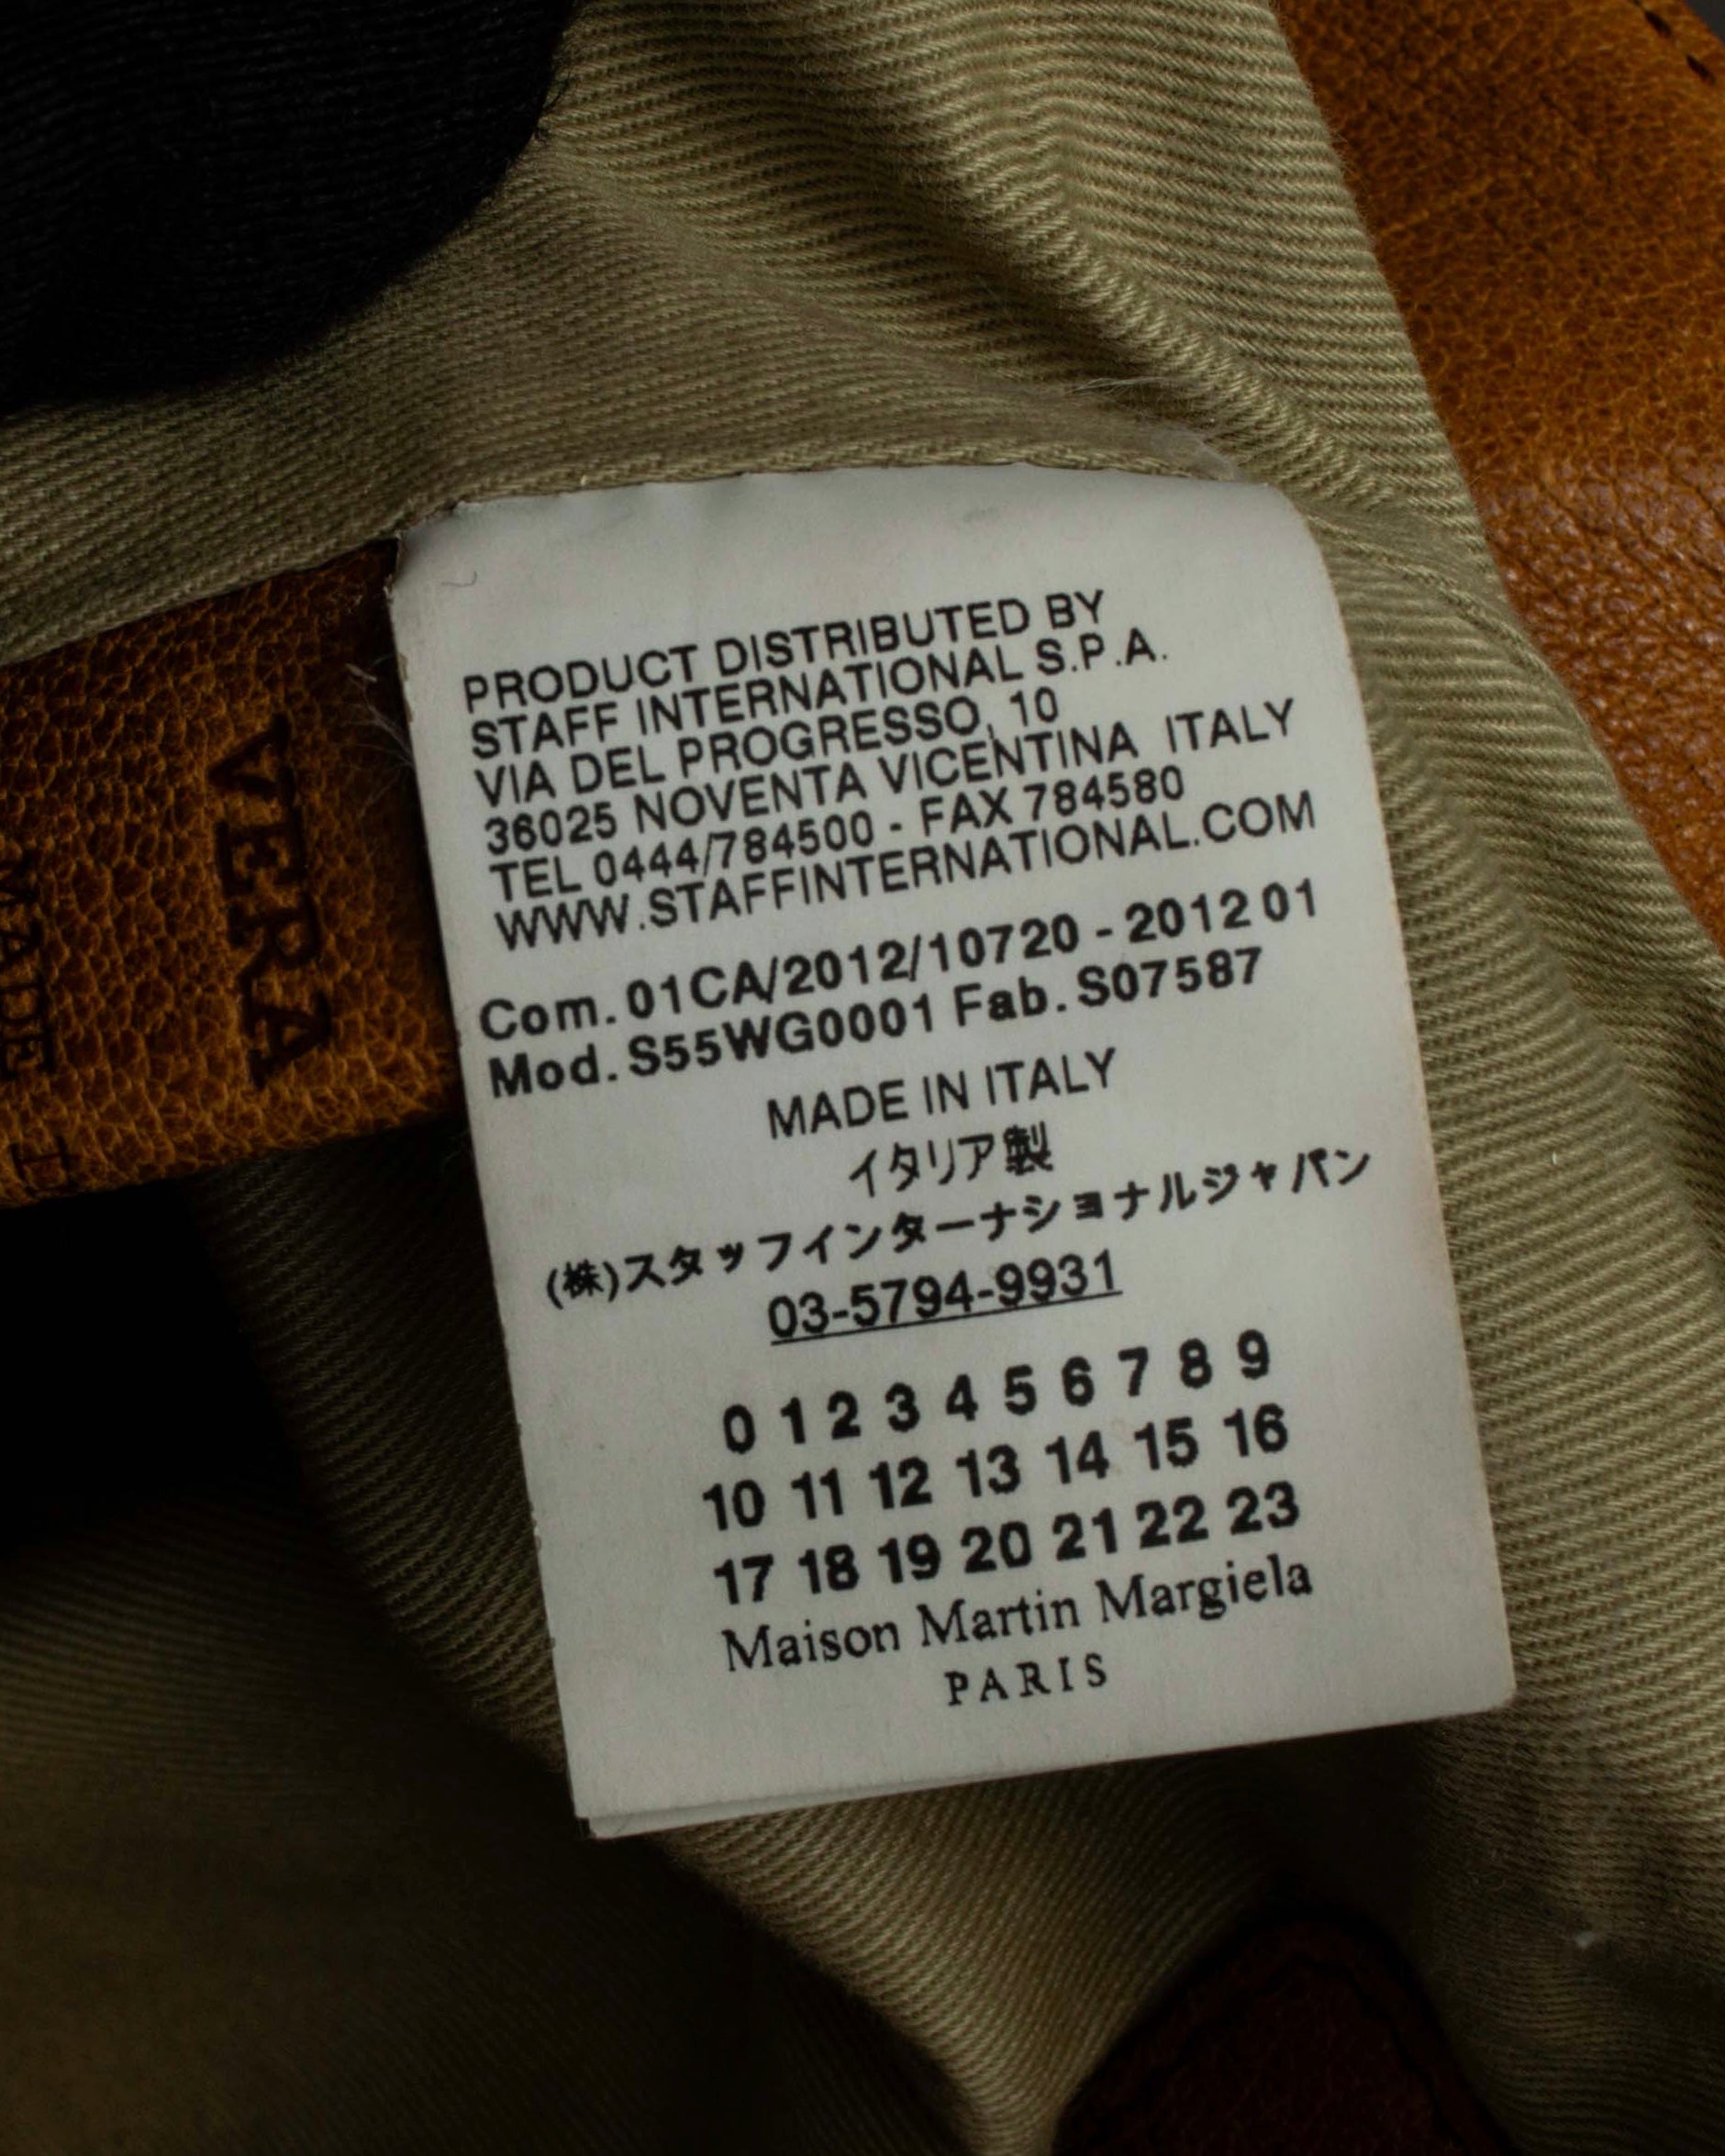 PRODUCT DISTRIBUTED BY
STAFF INTERNATIONAL S.P.A.
VIA DEL PROGRESSO, 10
36025 NOVENTA VICENTINA ITALY
TEL 0444/784500 - FAX 784580
WWW.STAFFINTERNATIONAL.COM
Com. 01CA/2012/10720 - 2012 01
Mod. S55WG0001 Fab. S07587
MADE IN ITALY
イタリア製
(株)スタッフインターナショナルジャパン
03-5794-9931
0 1 2 3 4 5 6 7 8 9
10 11 12 13 14 15 16
17 18 19 20 21 22 23
Maison Martin Margiela
PARIS
VERA
MADE